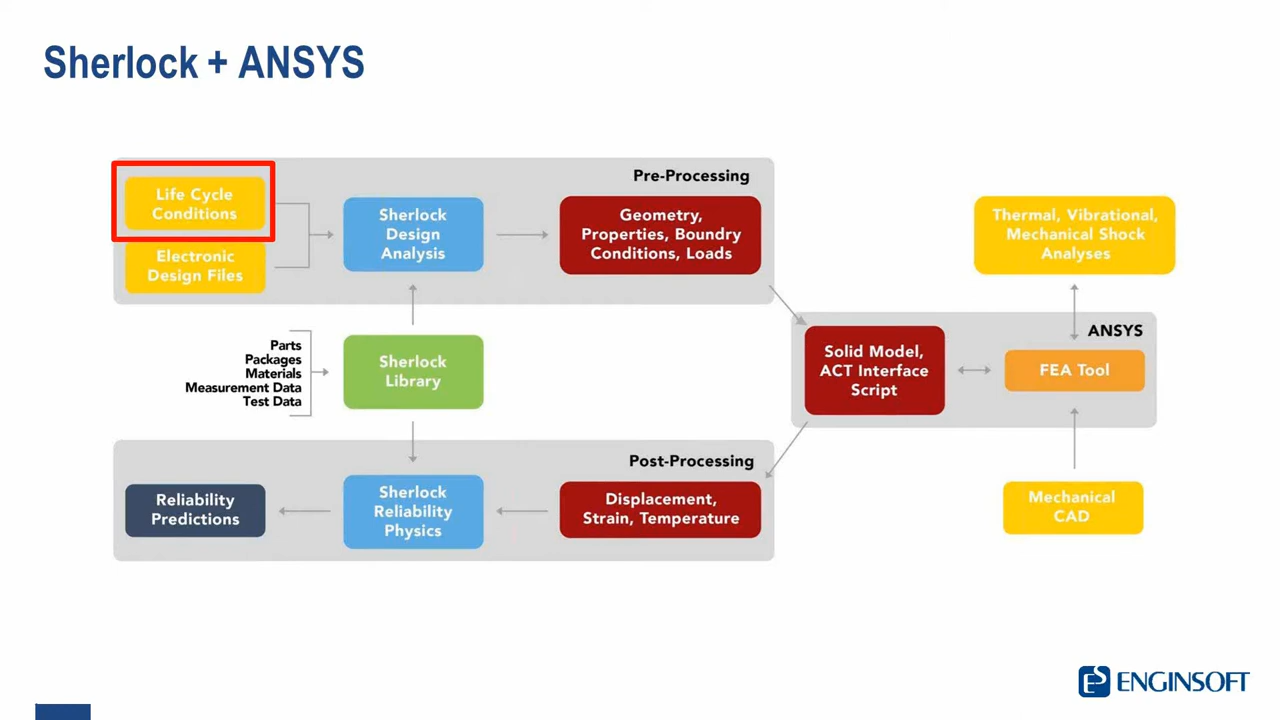 Sherlock + ANSYS
Pre-Processing
Life Cycle
Conditions
Electronic
Design Files
Sherlock
Design
Analysis
Geometry,
Properties, Boundry
Conditions, Loads
Thermal, Vibrational,
Mechanical Shock
Analyses
Parts
Packages
Materials
Measurement Data
Test Data
Sherlock
Library
ANSYS
Solid Model,
ACT Interface
Script
FEA Tool
Mechanical
CAD
Post-Processing
Reliability
Predictions
Sherlock
Reliability
Physics
Displacement,
Strain, Temperature
ENGINSOFT